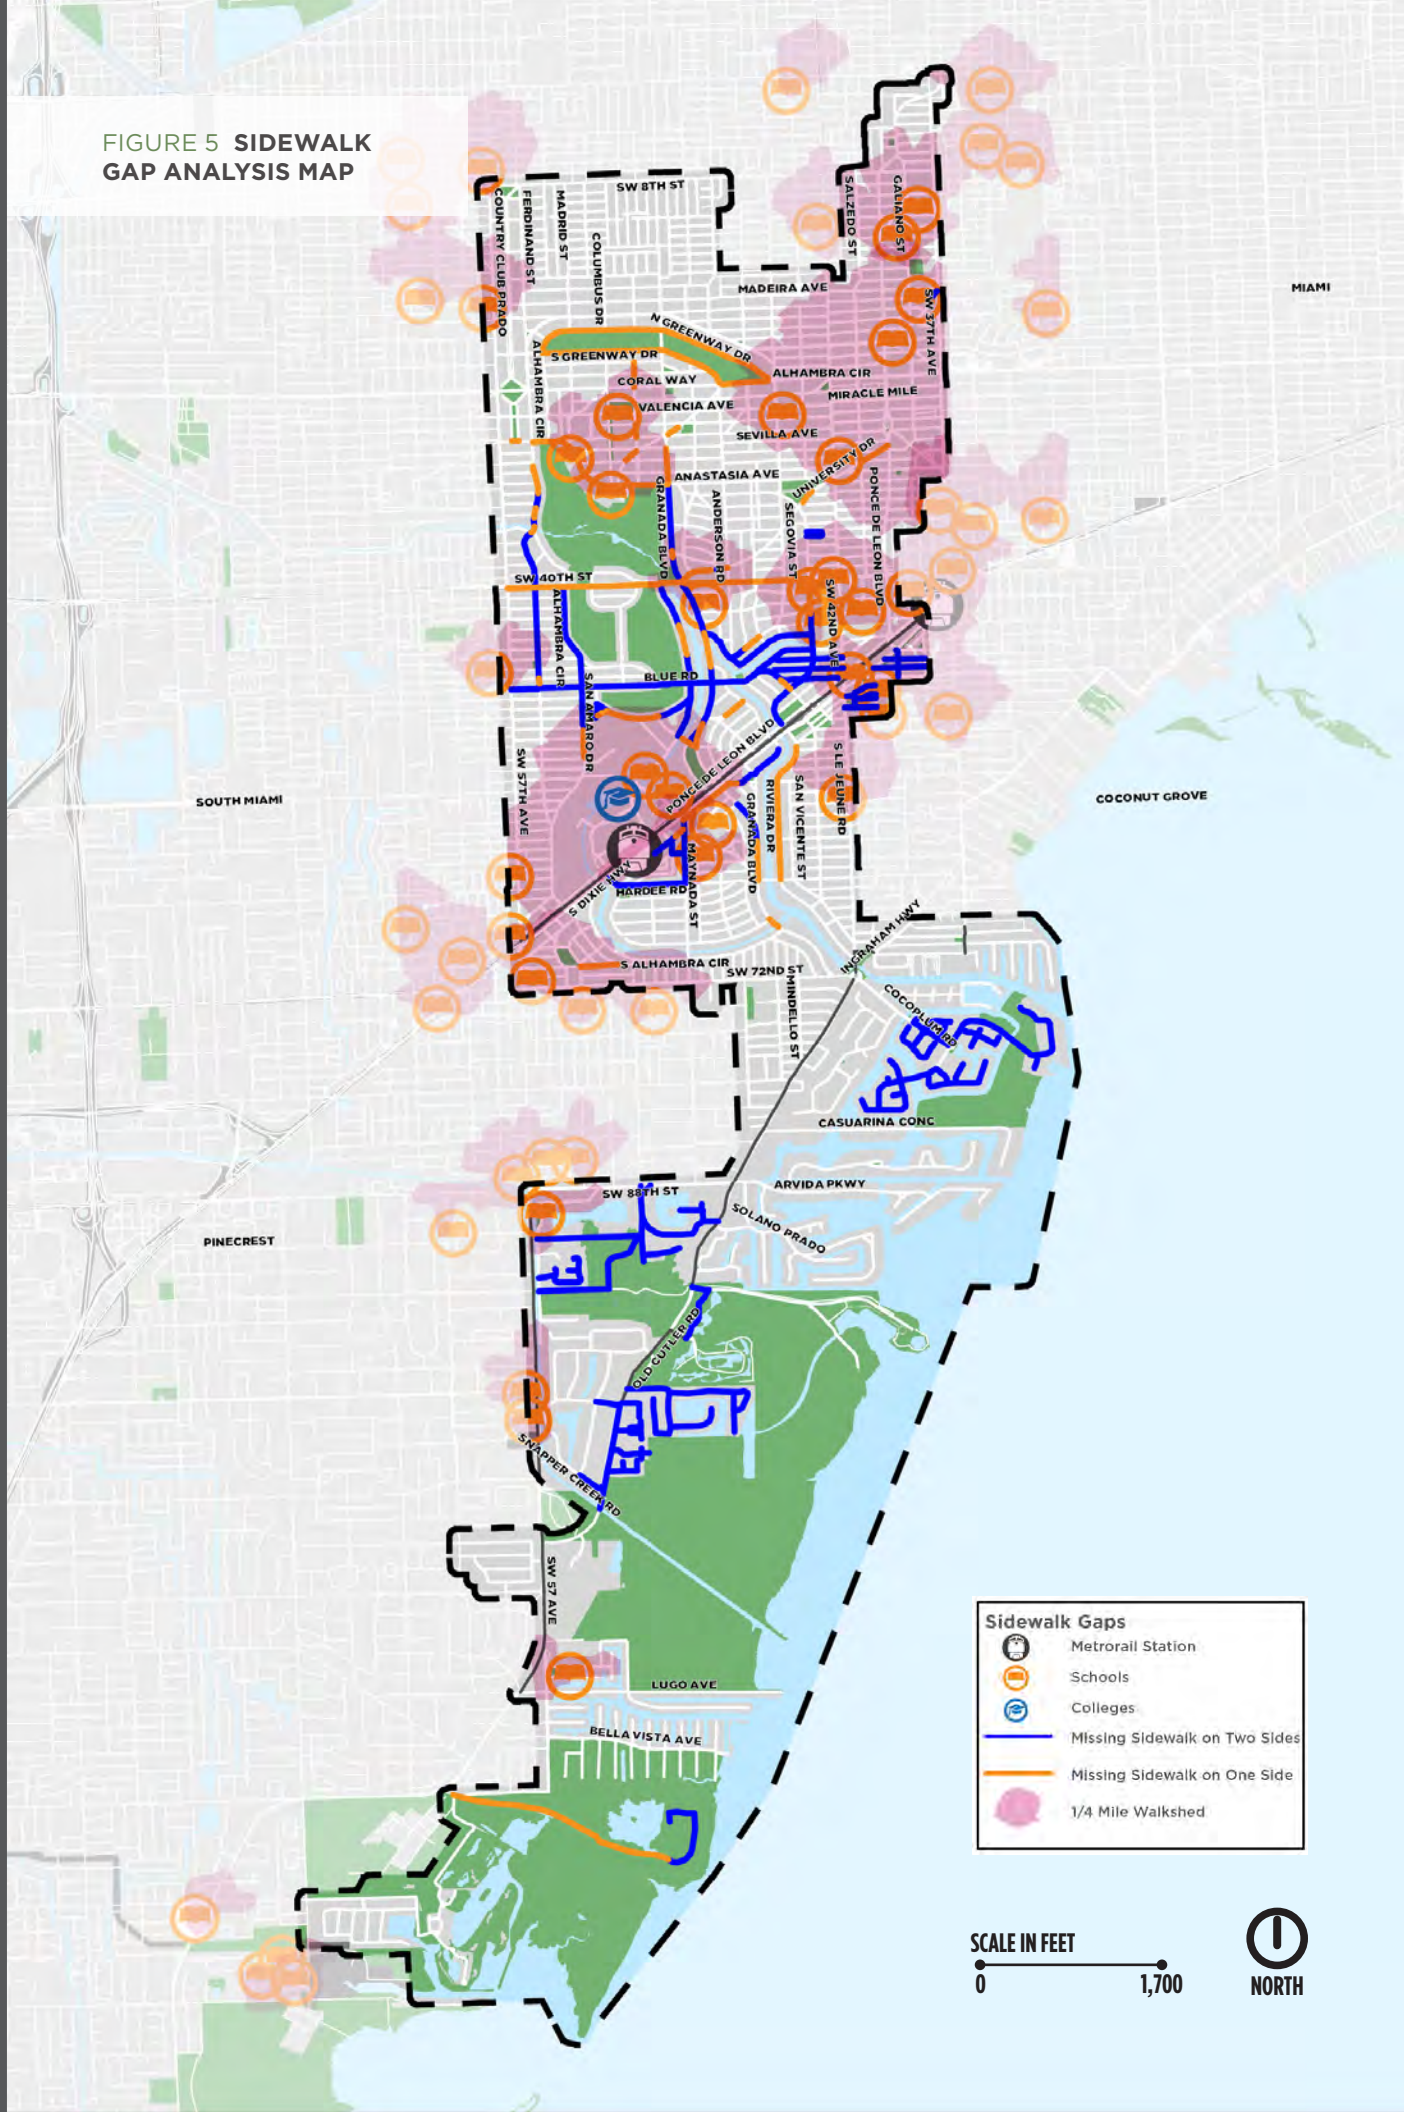 FIGURE 5 SIDEWALK
GAP ANALYSIS MAP
SW 8TH ST
COUNTRY CLUB PRADO
FERDINAND ST
MADRID ST
COLUMBUS DR
SALZEDO ST
GALIANO ST
MADEIRA AVE
MIAMI
SW 37TH AVE
N GREENWAY DR
S GREENWAY DR
ALHAMBRA CIR
ALHAMBRA CIR
CORAL WAY
MIRACLE MILE
VALENCIA AVE
SEVILLA AVE
UNIVERSITY DR
ANASTASIA AVE
GRANADA BLVD
ANDERSON RD
SEGOVIA ST
PONCE DE LEON BLVD
SW 40TH ST
ALHAMBRA CIR
SW 42ND AVE
BLUE RD
SAN AMARO DR
SW 57TH AVE
PONCE DE LEON BLVD
S LE JEUNE RD
SOUTH MIAMI
COCONUT GROVE
GRANADA BLVD
RIVIERA DR
SAN VICENTE ST
MAYNADA ST
S DIXIE HWY
HARDEE RD
INGRAHAM HWY
S ALHAMBRA CIR
SW 72ND ST
MINDELLO ST
COCOPLUM RD
CASUARINA CONC
SW 88TH ST
ARVIDA PKWY
SOLANO PRADO
PINECREST
OLD CUTLER RD
SNAPPER CREEK RD
SW 57 AVE
LUGO AVE
BELLA VISTA AVE
Sidewalk Gaps
Metrorail Station
Schools
Colleges
Missing Sidewalk on Two Sides
Missing Sidewalk on One Side
1/4 Mile Walkshed
SCALE IN FEET
0 1,700
NORTH